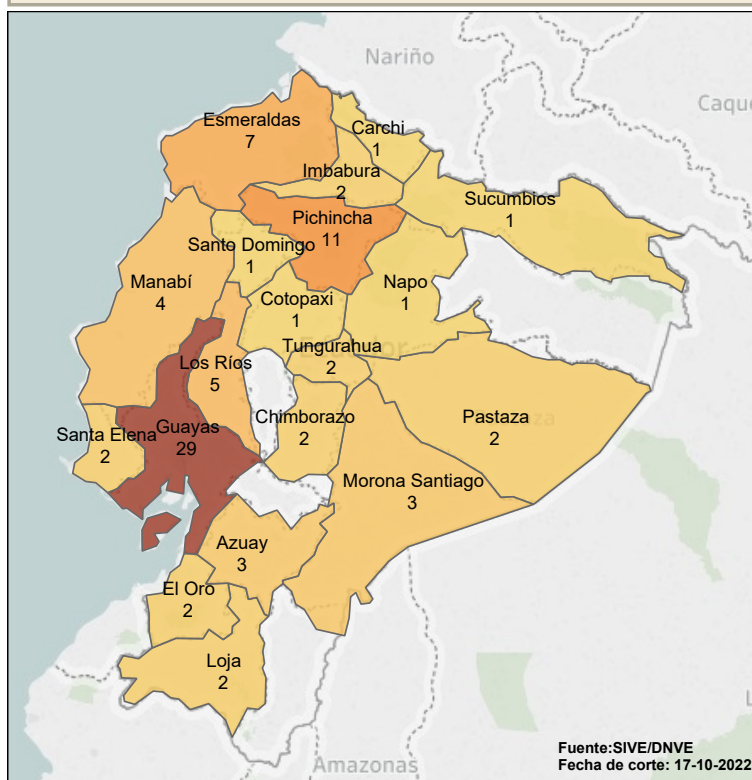 Nariño
Caque
Esmeraldas
7
Carchi
1
Imbabura
2
Sucumbios
1
Pichincha
11
Santo Domingo
1
Manabí
4
Napo
1
Cotopaxi
1
Ecuador
Tungurahua
2
Los Ríos
5
Chimborazo
2
Pastaza
2
Santa Elena
2
Guayas
29
Morona Santiago
3
Azuay
3
El Oro
2
Loja
2
L
Amazonas
Fuente:SIVE/DNVE
Fecha de corte: 17-10-2022